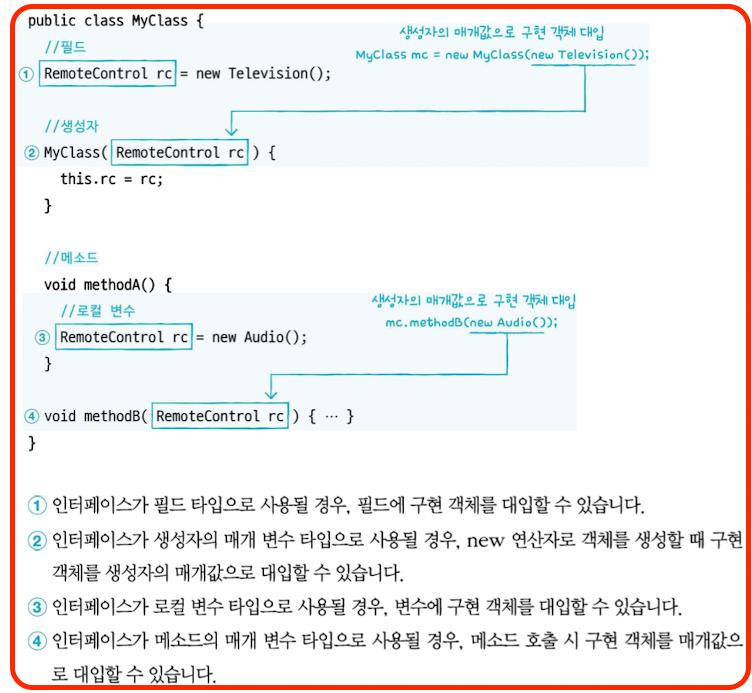 public class MyClass {
//필드
생성자의 매개값으로 구현 객체 대입
MyClass mc = new MyClass(new Television());
① RemoteControl rc = new Television();
//생성자
② MyClass( RemoteControl rc ) {
this.rc = rc;
}
//메소드
void methodA() {
//로컬 변수
생성자의 매개값으로 구현 객체 대입
mc.methodB(new Audio());
③ RemoteControl rc = new Audio();
}
④ void methodB( RemoteControl rc ) { … }
}
① 인터페이스가 필드 타입으로 사용될 경우, 필드에 구현 객체를 대입할 수 있습니다.
② 인터페이스가 생성자의 매개 변수 타입으로 사용될 경우, new 연산자로 객체를 생성할 때 구현
객체를 생성자의 매개값으로 대입할 수 있습니다.
③ 인터페이스가 로컬 변수 타입으로 사용될 경우, 변수에 구현 객체를 대입할 수 있습니다.
④ 인터페이스가 메소드의 매개 변수 타입으로 사용될 경우, 메소드 호출 시 구현 객체를 매개값으
로 대입할 수 있습니다.